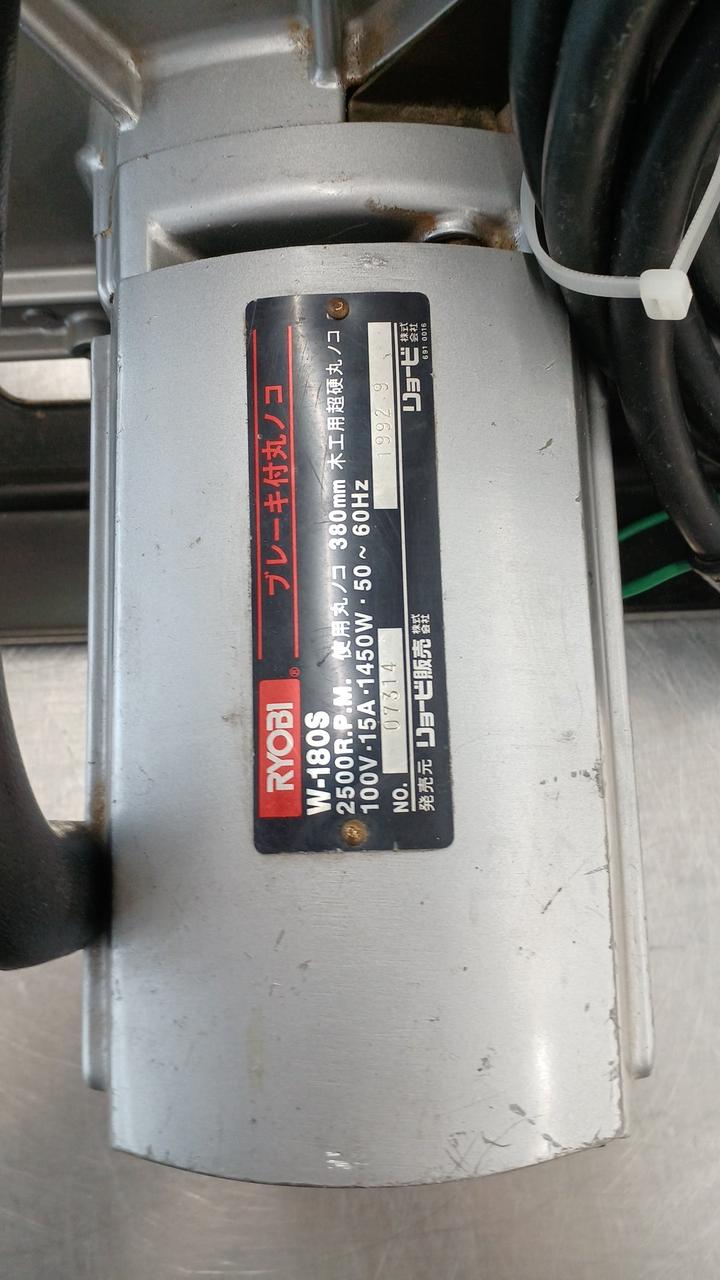 ブレーキ付丸ノコ
RYOBI®
W-180S
2500R.P.M. 使用丸ノコ 380mm 木工用超硬丸ノコ
100V·15A·1450W·50~60Hz
NO. 07314 1992.9
発売元 リョービ販売株式会社 リョービ株式会社
691 0016